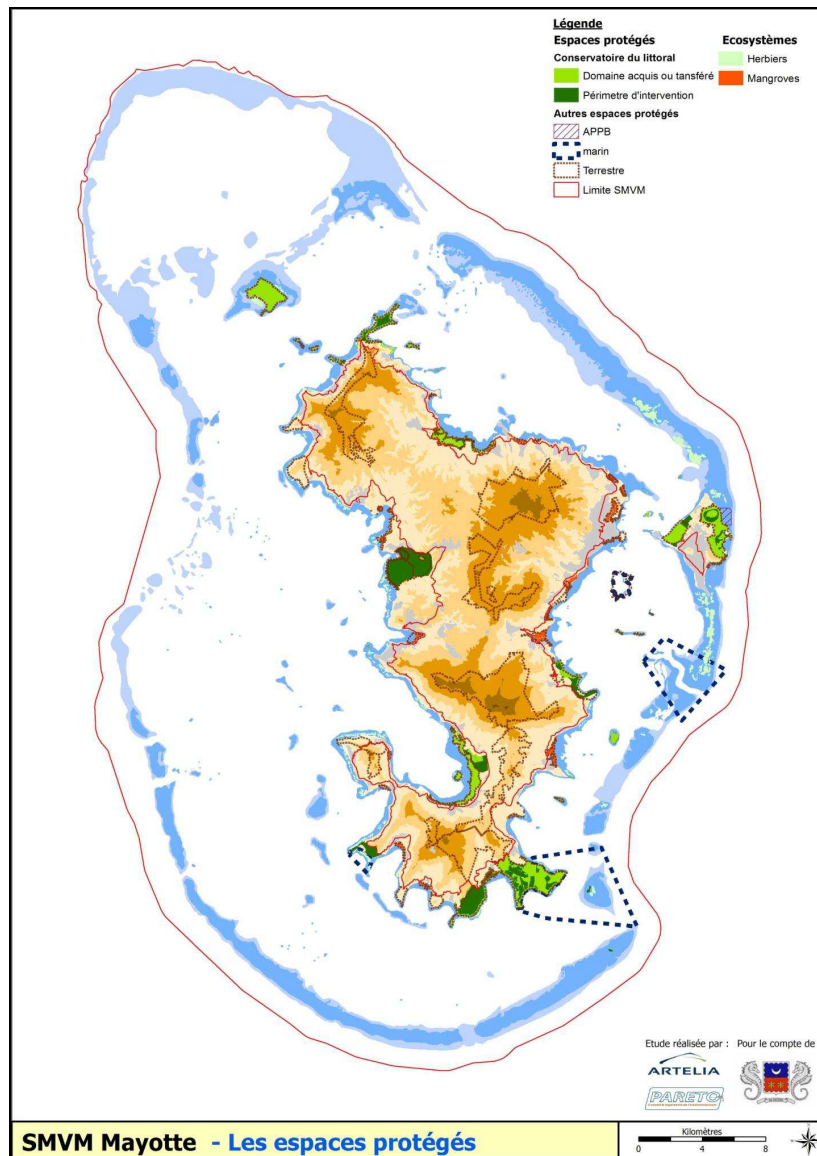 Légende
Espaces protégés
Ecosystèmes
Conservatoire du littoral
Herbiers
Domaine acquis ou tansféré
Mangroves
Périmetre d'intervention
Autres espaces protégés
APPB
marin
Terrestre
Limite SMVM
Etude réalisée par : Pour le compte de
ARTELIA
PARETO
SMVM Mayotte - Les espaces protégés
Kilomètres
0 4 8